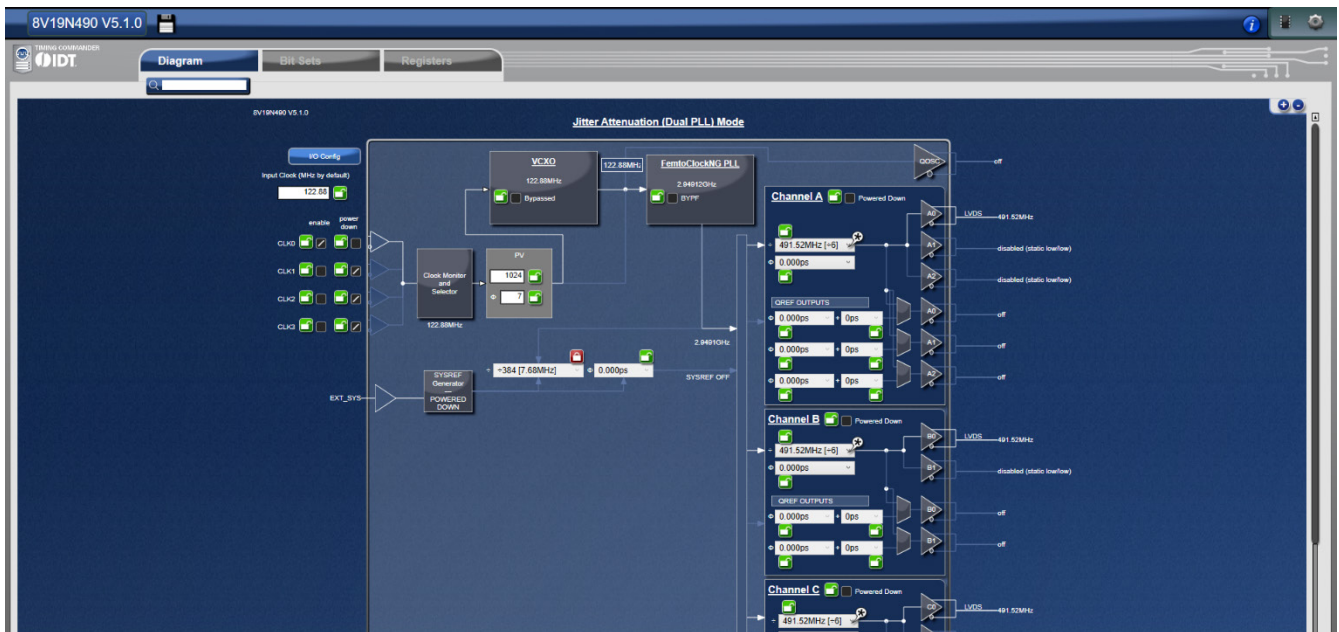 8V19N490 V5.1.0
TIMING COMMANDER
IDT
Diagram
Bit Sets
Registers
8V19N490 V5.1.0
Jitter Attenuation (Dual PLL) Mode
I/O Config
Input Clock (MHz by default)
122.88
enable
power down
CLK0
CLK1
CLK2
CLK3
Clock Monitor
and
Selector
122.88MHz
PV
1024
Φ 7
VCXO
122.88MHz
Bypassed
122.88MHz
FemtoClockNG PLL
2.94912GHz
BYPF
2.9491GHz
EXT_SYS
SYSREF
Generator
—
POWERED
DOWN
÷ ÷384 [7.68MHz]
Φ 0.000ps
SYSREF OFF
QOSC
off
Channel A
Powered Down
÷ 491.52MHz [÷6]
Φ 0.000ps
A0
LVDS
491.52MHz
A1
disabled (static low/low)
A2
disabled (static low/low)
QREF OUTPUTS
Φ 0.000ps + 0ps
A0
off
Φ 0.000ps + 0ps
A1
off
Φ 0.000ps + 0ps
A2
off
Channel B
Powered Down
÷ 491.52MHz [÷6]
Φ 0.000ps
B0
LVDS
491.52MHz
B1
disabled (static low/low)
QREF OUTPUTS
Φ 0.000ps + 0ps
B0
off
Φ 0.000ps + 0ps
B1
off
Channel C
Powered Down
÷ 491.52MHz [÷6]
C0
LVDS
491.52MHz